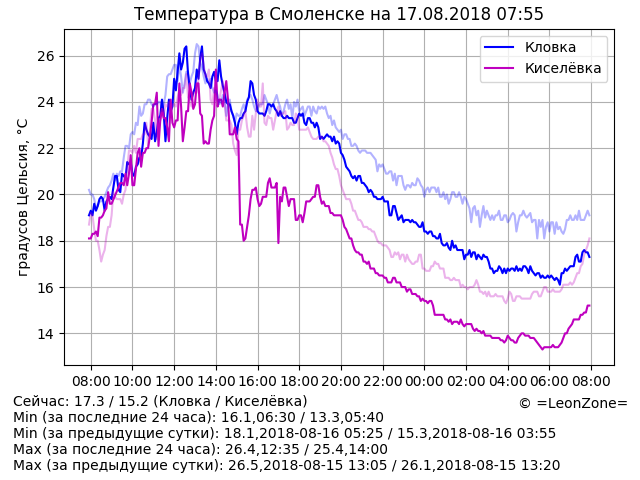 Температура в Смоленске на 17.08.2018 07:55
Кловка
Киселёвка
градусов Цельсия, °C
26
24
22
20
18
16
14
08:00 10:00 12:00 14:00 16:00 18:00 20:00 22:00 00:00 02:00 04:00 06:00 08:00
© =LeonZone=
Сейчас: 17.3 / 15.2 (Кловка / Киселёвка)
Min (за последние 24 часа): 16.1,06:30 / 13.3,05:40
Min (за предыдущие сутки): 18.1,2018-08-16 05:25 / 15.3,2018-08-16 03:55
Max (за последние 24 часа): 26.4,12:35 / 25.4,14:00
Max (за предыдущие сутки): 26.5,2018-08-15 13:05 / 26.1,2018-08-15 13:20